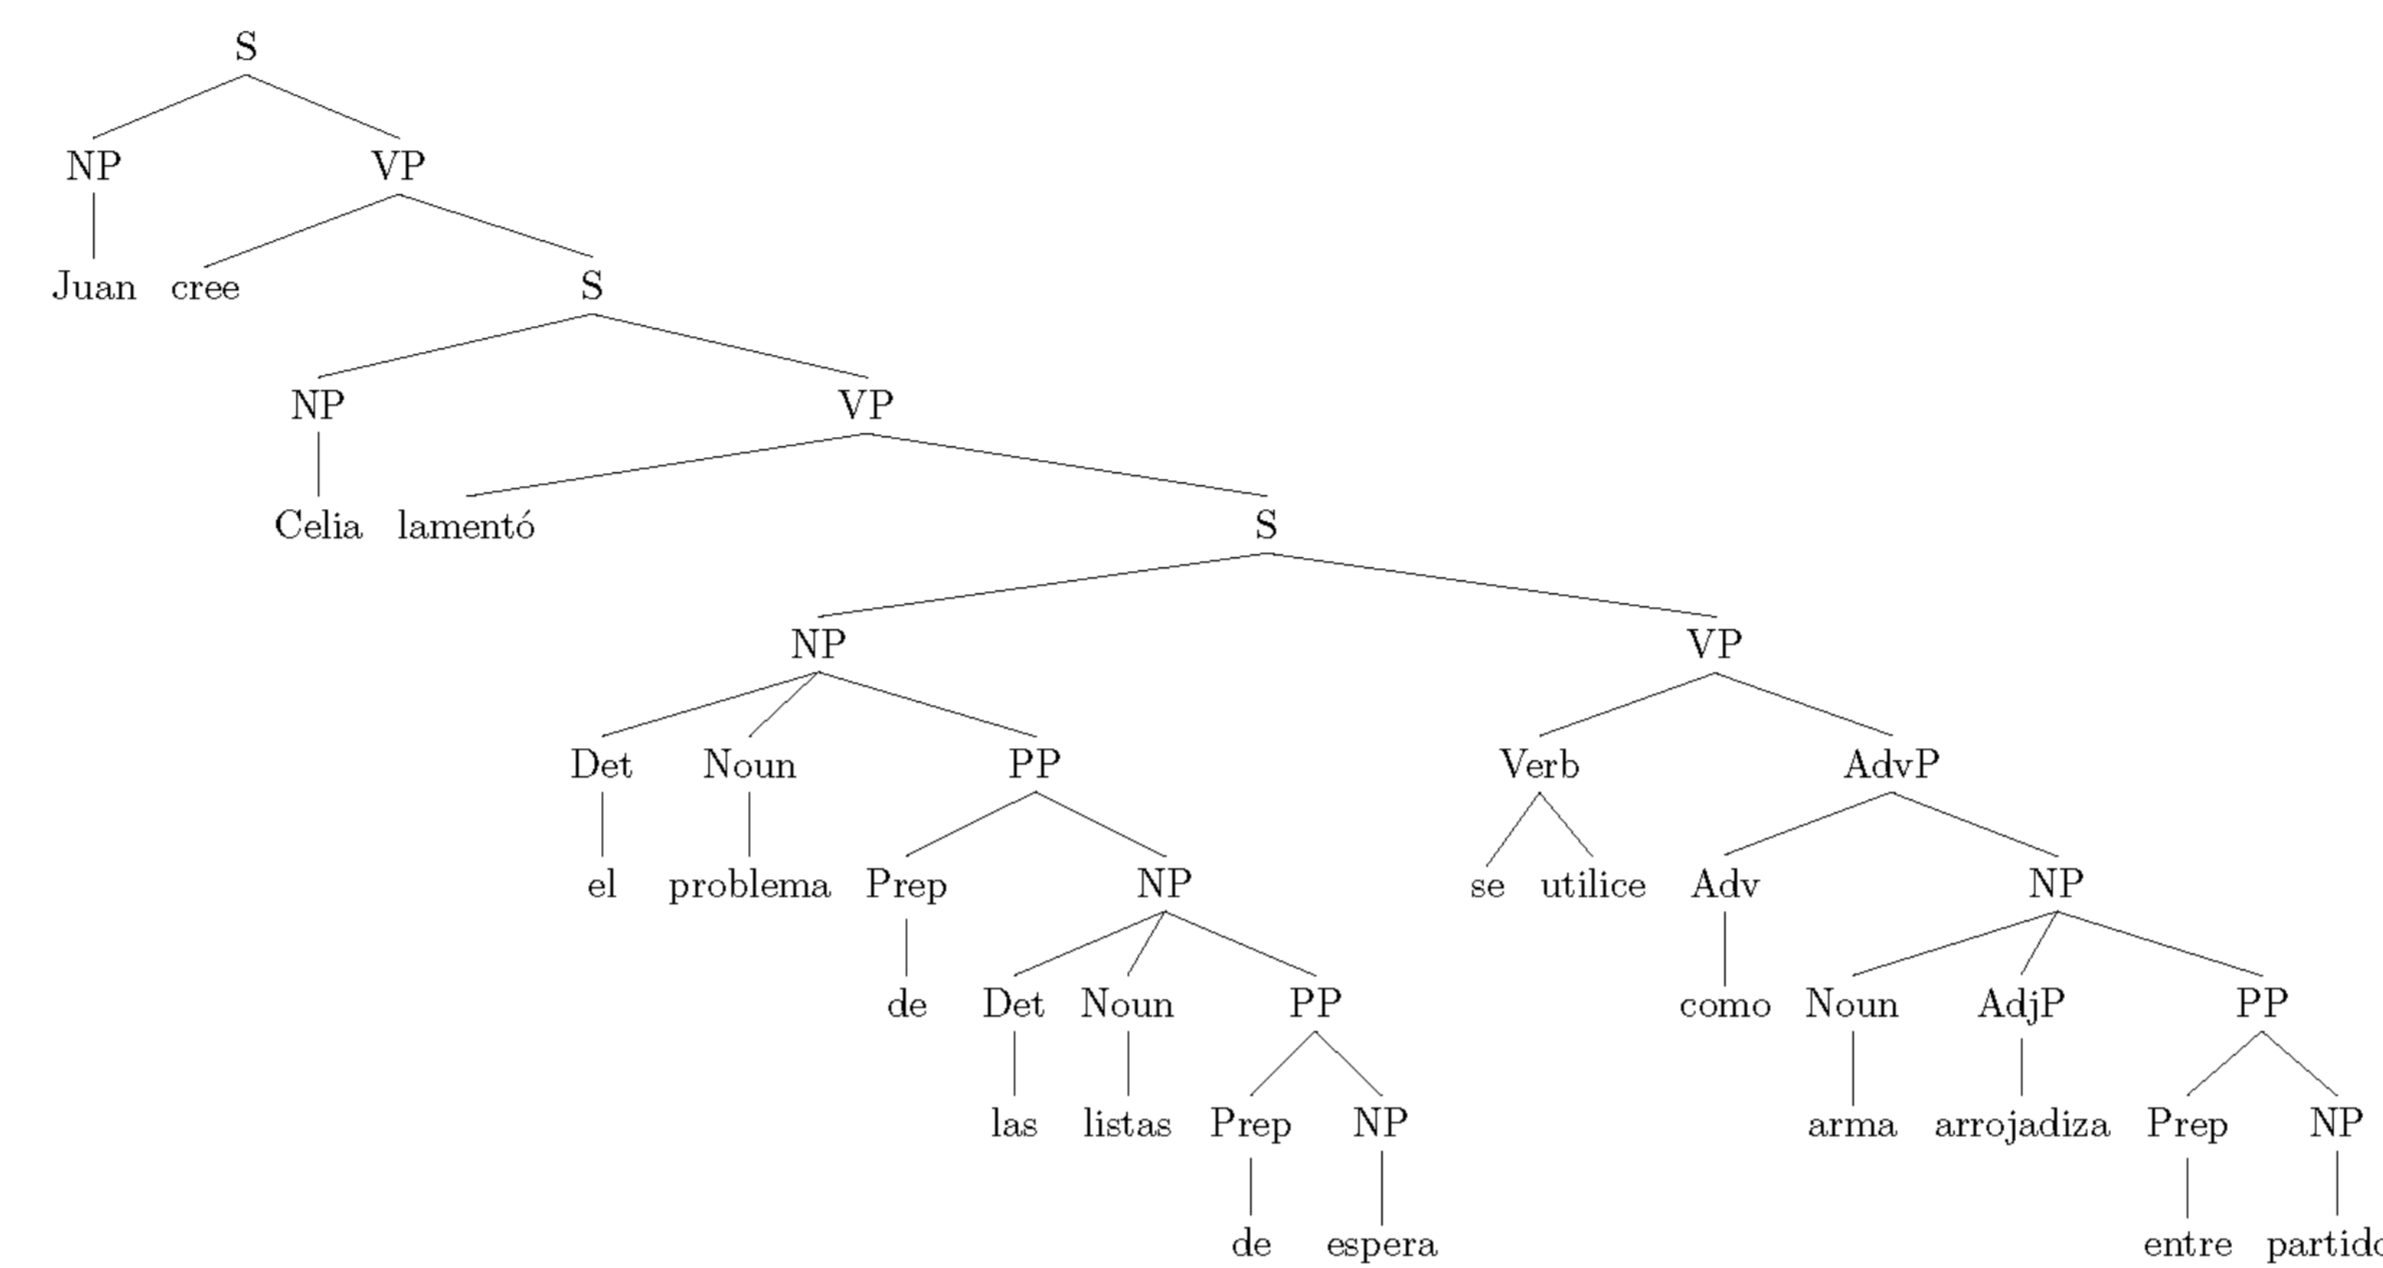 S
NP VP
Juan cree S
NP VP
Celia lamentó S
NP VP
Det Noun PP Verb AdvP
el problema Prep NP se utilice Adv NP
de Det Noun PP como Noun AdjP PP
las listas Prep NP arma arrojadiza Prep NP
de espera entre